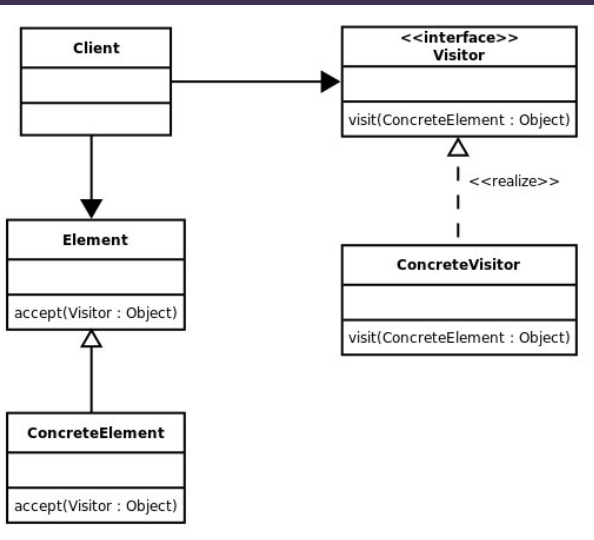 Client
<<interface>>
Visitor
visit(ConcreteElement : Object)
<<realize>>
Element
accept(Visitor : Object)
ConcreteVisitor
visit(ConcreteElement : Object)
ConcreteElement
accept(Visitor : Object)